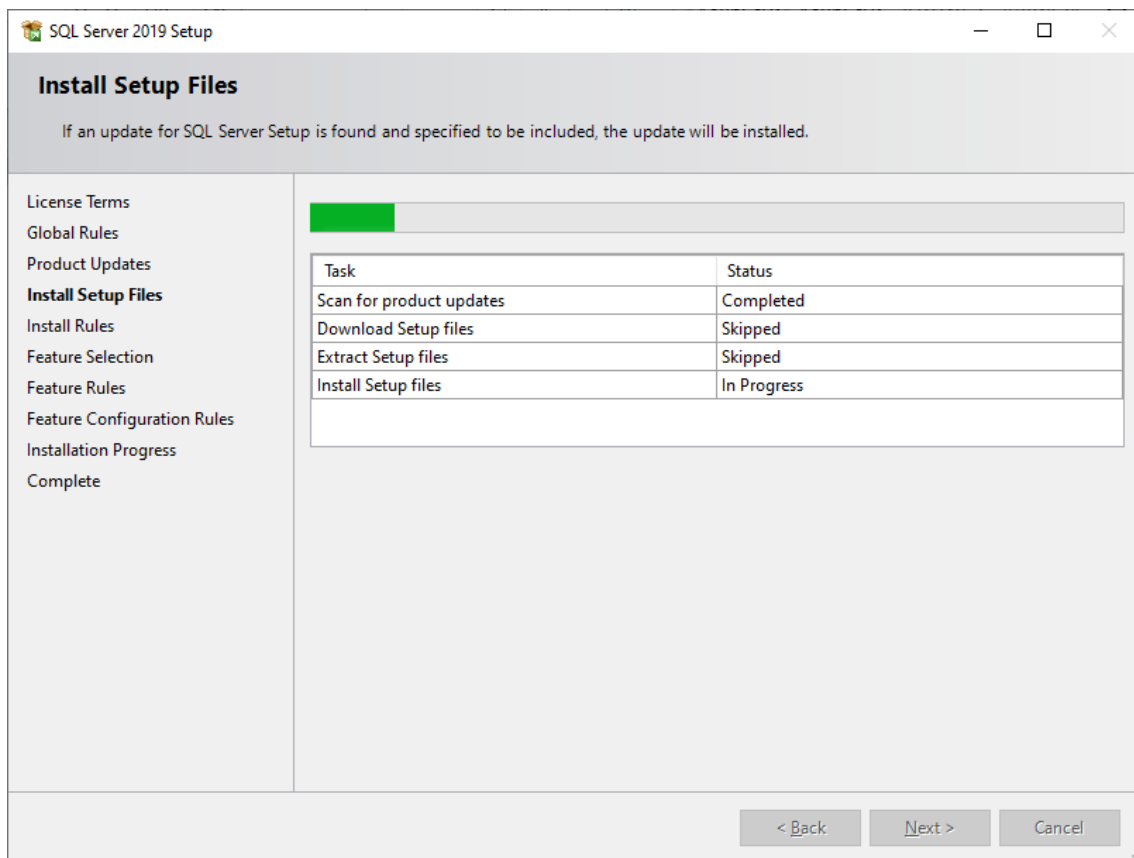 SQL Server 2019 Setup
Install Setup Files
If an update for SQL Server Setup is found and specified to be included, the update will be installed.
License Terms
Global Rules
Product Updates
Install Setup Files
Install Rules
Feature Selection
Feature Rules
Feature Configuration Rules
Installation Progress
Complete
Task Status
Scan for product updates Completed
Download Setup files Skipped
Extract Setup files Skipped
Install Setup files In Progress
< Back Next > Cancel